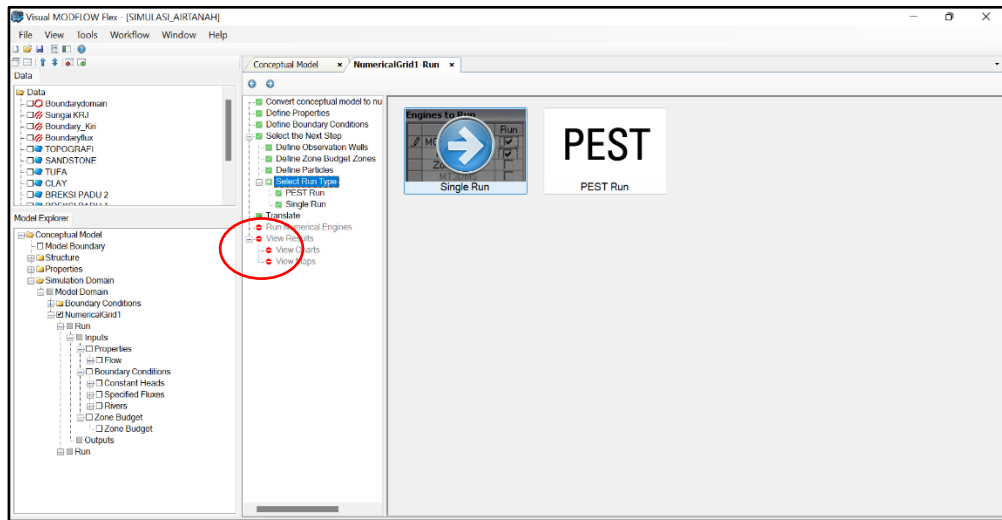 Visual MODFLOW Flex - [SIMULASI_AIRTANAH]
File View Tools Workflow Window Help
Data
Data
Boundarydomain
Sungai KRJ
Boundary_Kiri
Boundaryflux
TOPOGRAFI
SANDSTONE
TUFA
CLAY
BREKSI PADU 2
Model Explorer
Conceptual Model
Model Boundary
Structure
Properties
Simulation Domain
Model Domain
Boundary Conditions
NumericalGrid1
Run
Inputs
Properties
Flow
Boundary Conditions
Constant Heads
Specified Fluxes
Rivers
Zone Budget
Zone Budget
Outputs
Run
Conceptual Model × NumericalGrid1-Run ×
Convert conceptual model to nu
Define Properties
Define Boundary Conditions
Select the Next Step
Define Observation Wells
Define Zone Budget Zones
Define Particles
Select Run Type
PEST Run
Single Run
Translate
Run Numerical Engines
View Results
View Charts
View Maps
Engines to Run
Run
Single Run
PEST
PEST Run